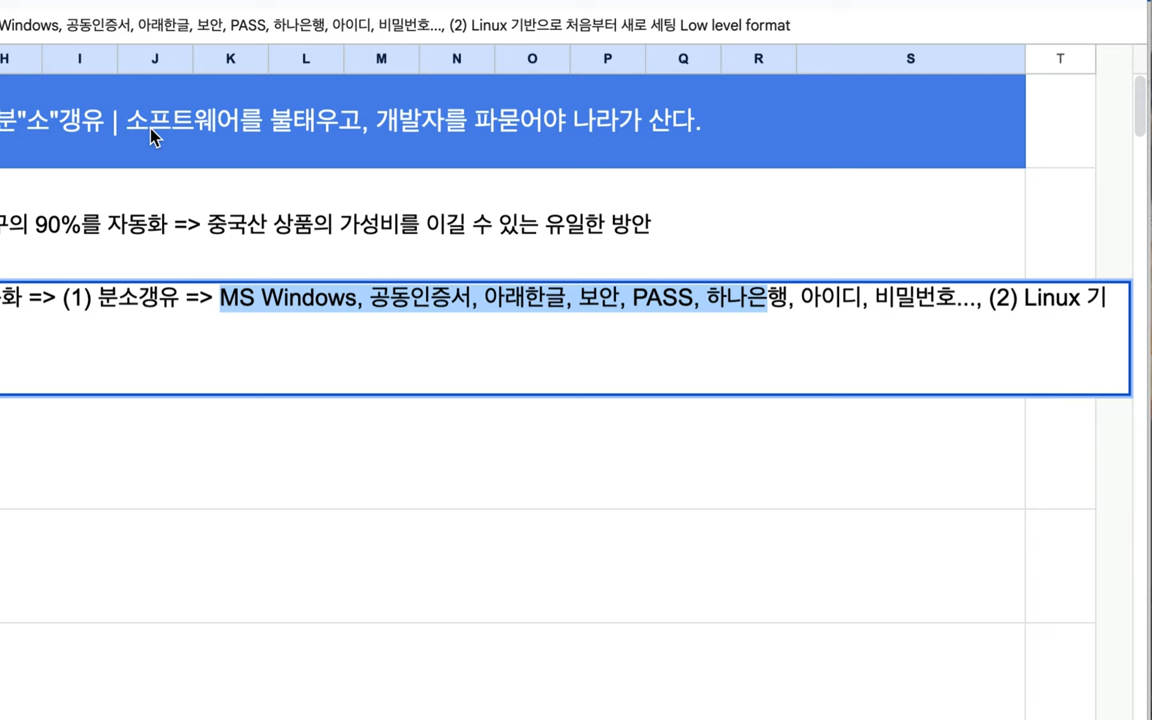 Windows, 공동인증서, 아래한글, 보안, PASS, 하나은행, 아이디, 비밀번호..., (2) Linux 기반으로 처음부터 새로 세팅 Low level format
H I J K L M N O P Q R S T
분"소"갱유 | 소프트웨어를 불태우고, 개발자를 파묻어야 나라가 산다.
구의 90%를 자동화 => 중국산 상품의 가성비를 이길 수 있는 유일한 방안
화 => (1) 분소갱유 => MS Windows, 공동인증서, 아래한글, 보안, PASS, 하나은행, 아이디, 비밀번호..., (2) Linux 기